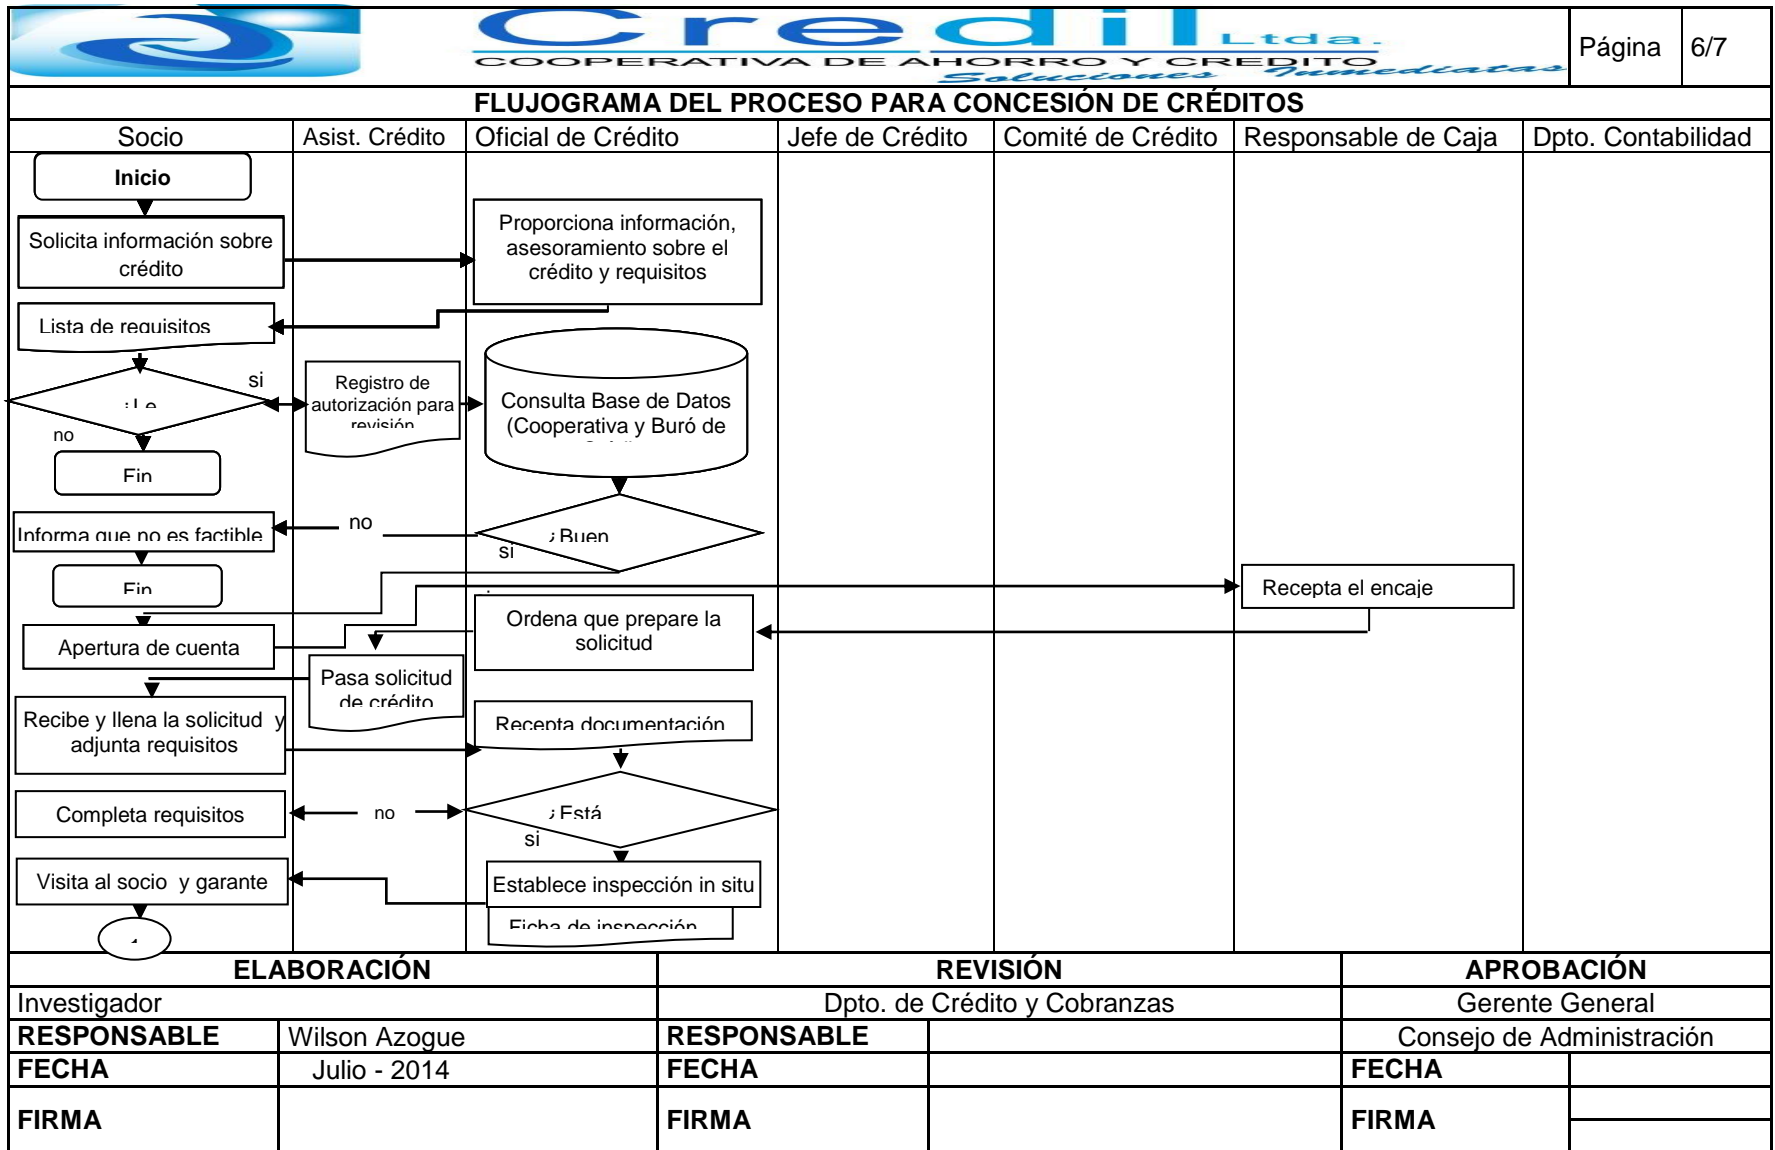 Credil Ltda.
COOPERATIVA DE AHORRO Y CREDITO
Soluciones Inmediatas
Página 6/7
FLUJOGRAMA DEL PROCESO PARA CONCESIÓN DE CRÉDITOS
Socio
Asist. Crédito
Oficial de Crédito
Jefe de Crédito
Comité de Crédito
Responsable de Caja
Dpto. Contabilidad
Inicio
Solicita información sobre
crédito
Proporciona información,
asesoramiento sobre el
crédito y requisitos
Lista de requisitos
¿Le
si
no
Registro de
autorización para
revisión
Consulta Base de Datos
(Cooperativa y Buró de
Fin
¿Buen
no
si
Informa que no es factible
Fin
Recepta el encaje
Apertura de cuenta
Ordena que prepare la
solicitud
Pasa solicitud
de crédito
Recibe y llena la solicitud y
adjunta requisitos
Recepta documentación
¿Está
no
si
Completa requisitos
Establece inspección in situ
Ficha de inspección
Visita al socio y garante
ELABORACIÓN
REVISIÓN
APROBACIÓN
Investigador
Dpto. de Crédito y Cobranzas
Gerente General
RESPONSABLE
Wilson Azogue
RESPONSABLE
Consejo de Administración
FECHA
Julio - 2014
FECHA
FECHA
FIRMA
FIRMA
FIRMA